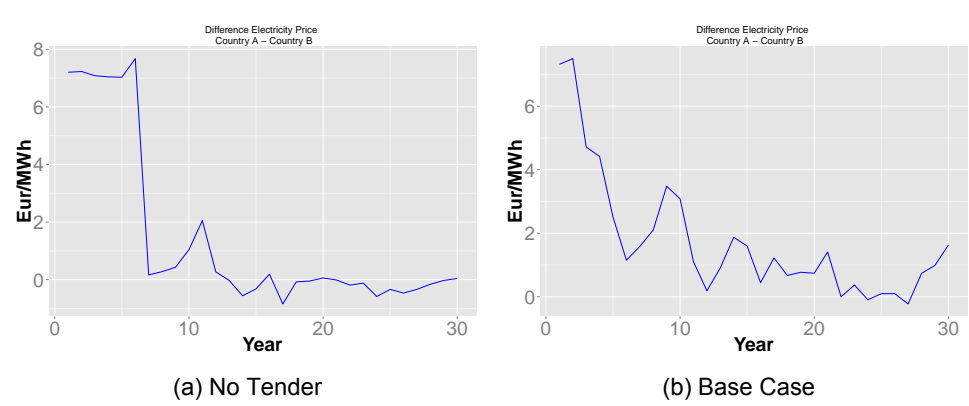 Difference Electricity Price
Country A – Country B
8
6
4
2
0
Eur/MWh
0 10 20 30
Year
(a) No Tender
Difference Electricity Price
Country A – Country B
6
4
2
0
Eur/MWh
0 10 20 30
Year
(b) Base Case